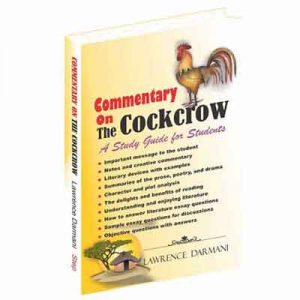 COMMENTARY ON THE COCKCROW
Lawrence Darmani
Step
Commentary
on
The Cockcrow
A Study Guide for Students
Important message to the student
Notes and creative commentary
Literary devices with examples
Summaries of the prose, poetry, and drama
Character and plot analysis
The delights and benefits of reading
Understanding and enjoying literature
How to answer literature essay questions
Sample essay questions for discussions
Objective questions with answers
LAWRENCE DARMANI